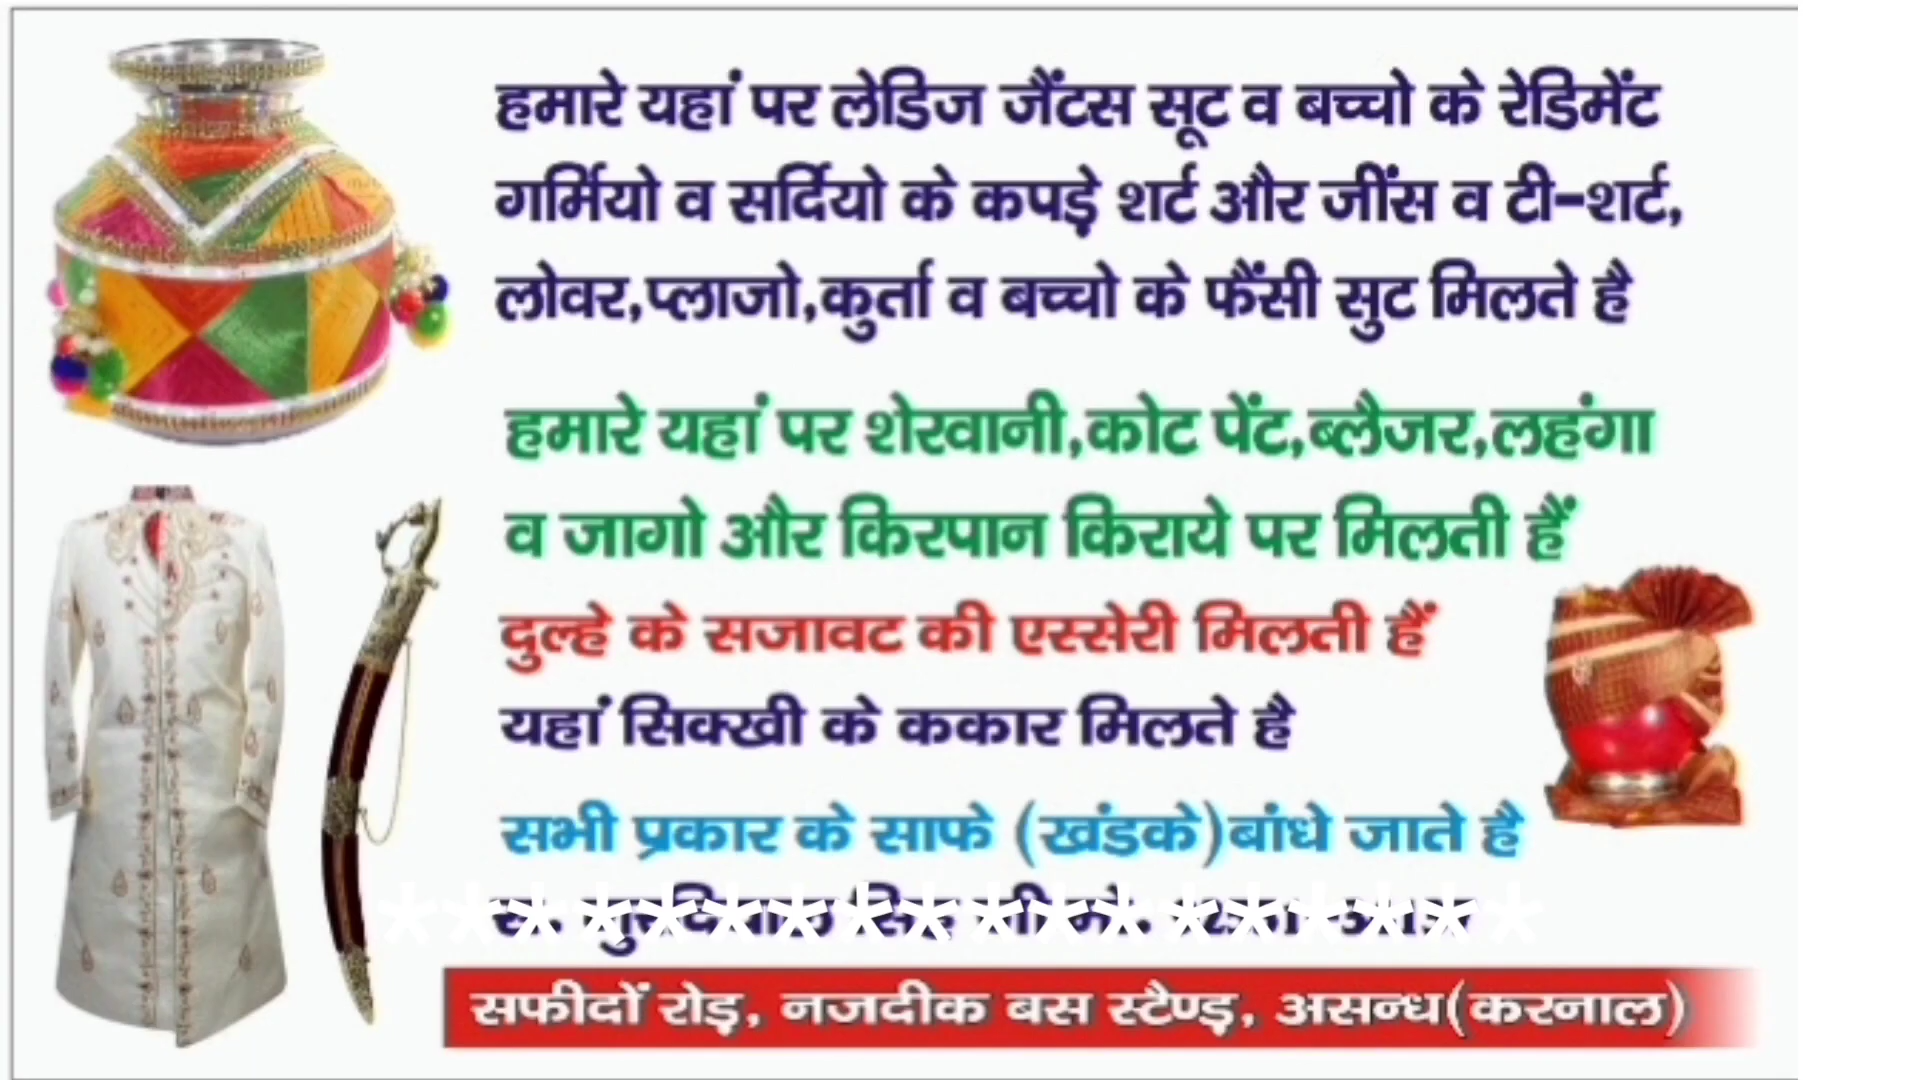 हमारे यहां पर लेडिज जैंटस सूट व बच्चो के रेडिमेंट
गर्मियो व सर्दियो के कपड़े शर्ट और जींस व टी-शर्ट,
लोवर,प्लाजो,कुर्ता व बच्चो के फैंसी सुट मिलते है
हमारे यहां पर शेरवानी,कोट पेंट,ब्लैजर,लहंगा
व जागो और किरपान किराये पर मिलती हैं
दुल्हे के सजावट की एस्सेरी मिलती हैं
यहां सिक्खी के ककार मिलते है
सभी प्रकार के साफे (खंडके)बांधे जाते है
सफीदों रोड़, नजदीक बस स्टैण्ड़, असन्ध(करनाल)